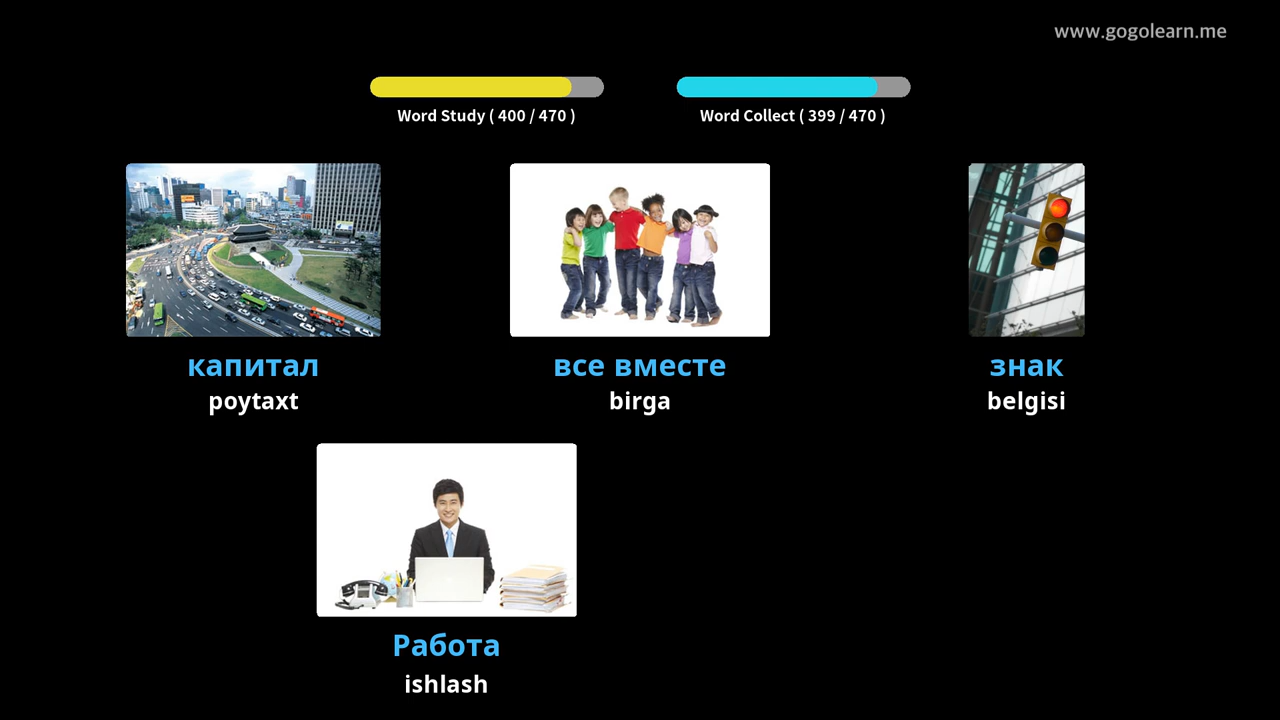 www.gogolearn.me
Word Study ( 400 / 470 )
Word Collect ( 399 / 470 )
капитал
poytaxt
все вместе
birga
знак
belgisi
Работа
ishlash